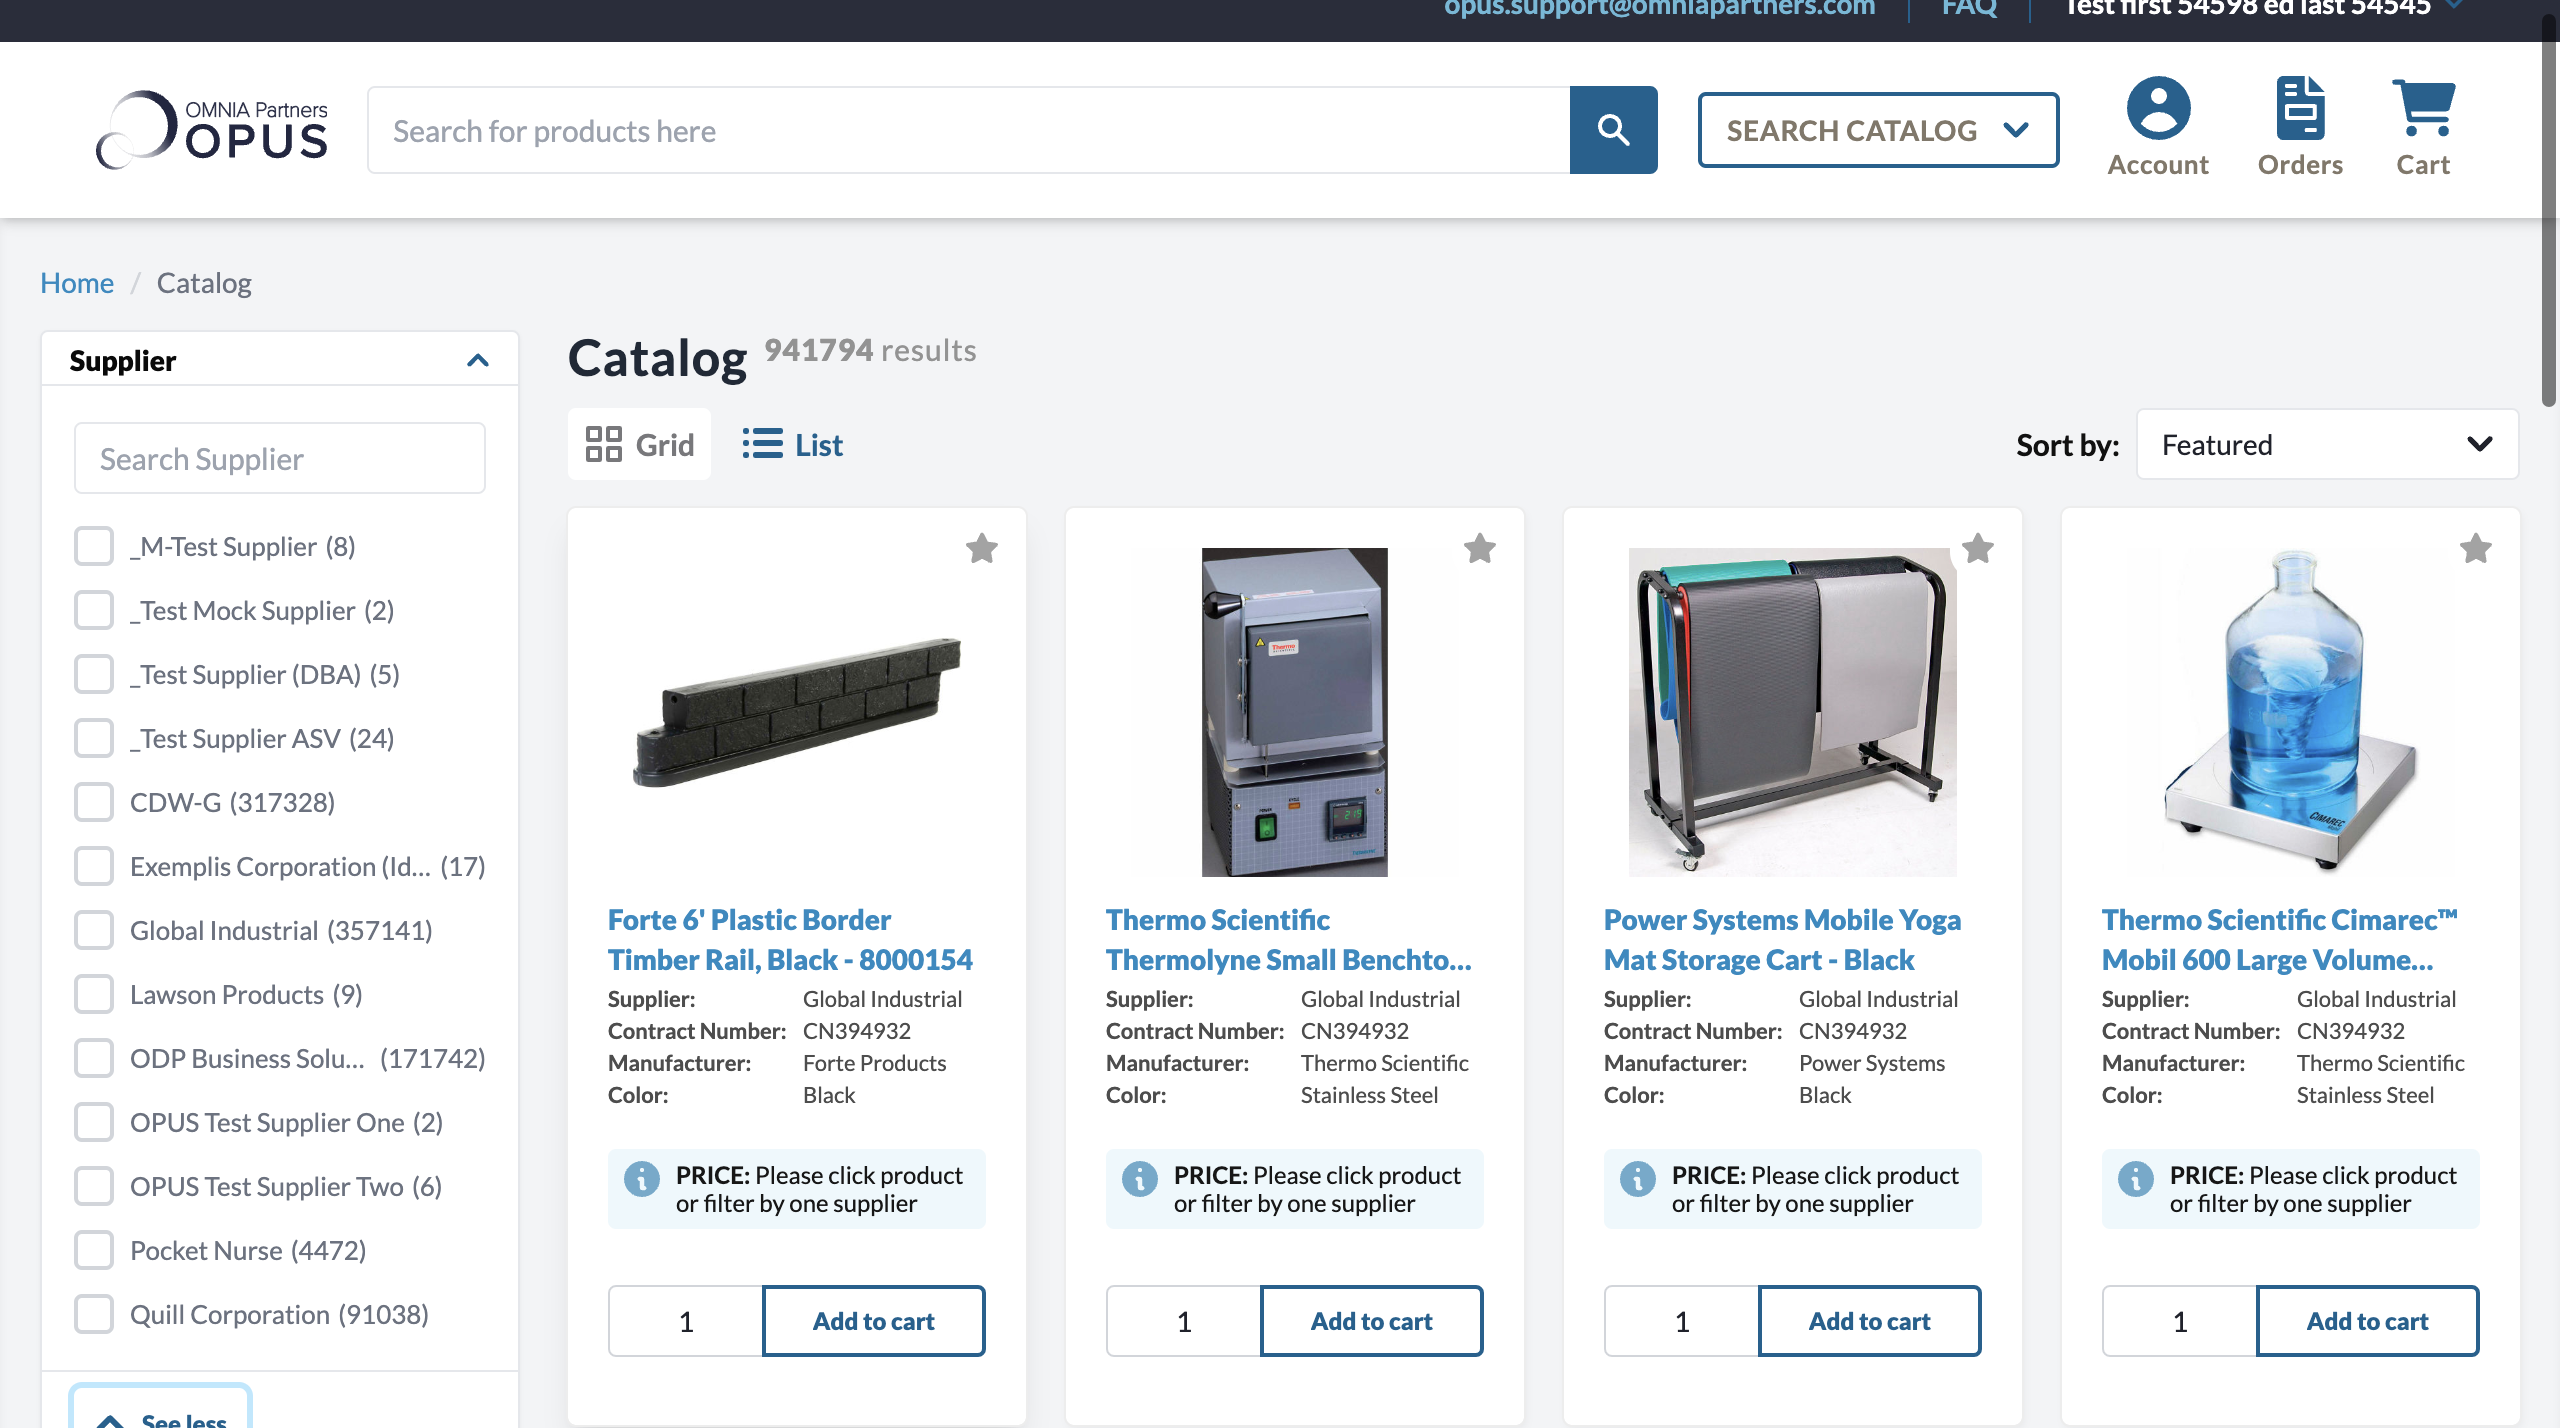 opus.support@omniapartners.com FAQ Test first 54598 ed last 54545
OMNIA Partners
OPUS
Search for products here
SEARCH CATALOG
Account
Orders
Cart
Home / Catalog
Supplier
Search Supplier
_M-Test Supplier (8)
_Test Mock Supplier (2)
_Test Supplier (DBA) (5)
_Test Supplier ASV (24)
CDW-G (317328)
Exemplis Corporation (Id... (17)
Global Industrial (357141)
Lawson Products (9)
ODP Business Solu... (171742)
OPUS Test Supplier One (2)
OPUS Test Supplier Two (6)
Pocket Nurse (4472)
Quill Corporation (91038)
See less
Catalog 941794 results
Grid
List
Sort by: Featured
Forte 6' Plastic Border
Timber Rail, Black - 8000154
Supplier: Global Industrial
Contract Number: CN394932
Manufacturer: Forte Products
Color: Black
PRICE: Please click product
or filter by one supplier
1
Add to cart
Thermo
Thermo Scientific
Thermolyne Small Benchto...
Supplier: Global Industrial
Contract Number: CN394932
Manufacturer: Thermo Scientific
Color: Stainless Steel
PRICE: Please click product
or filter by one supplier
1
Add to cart
Power Systems Mobile Yoga
Mat Storage Cart - Black
Supplier: Global Industrial
Contract Number: CN394932
Manufacturer: Power Systems
Color: Black
PRICE: Please click product
or filter by one supplier
1
Add to cart
CIMAREC
Thermo Scientific Cimarec™
Mobil 600 Large Volume...
Supplier: Global Industrial
Contract Number: CN394932
Manufacturer: Thermo Scientific
Color: Stainless Steel
PRICE: Please click product
or filter by one supplier
1
Add to cart